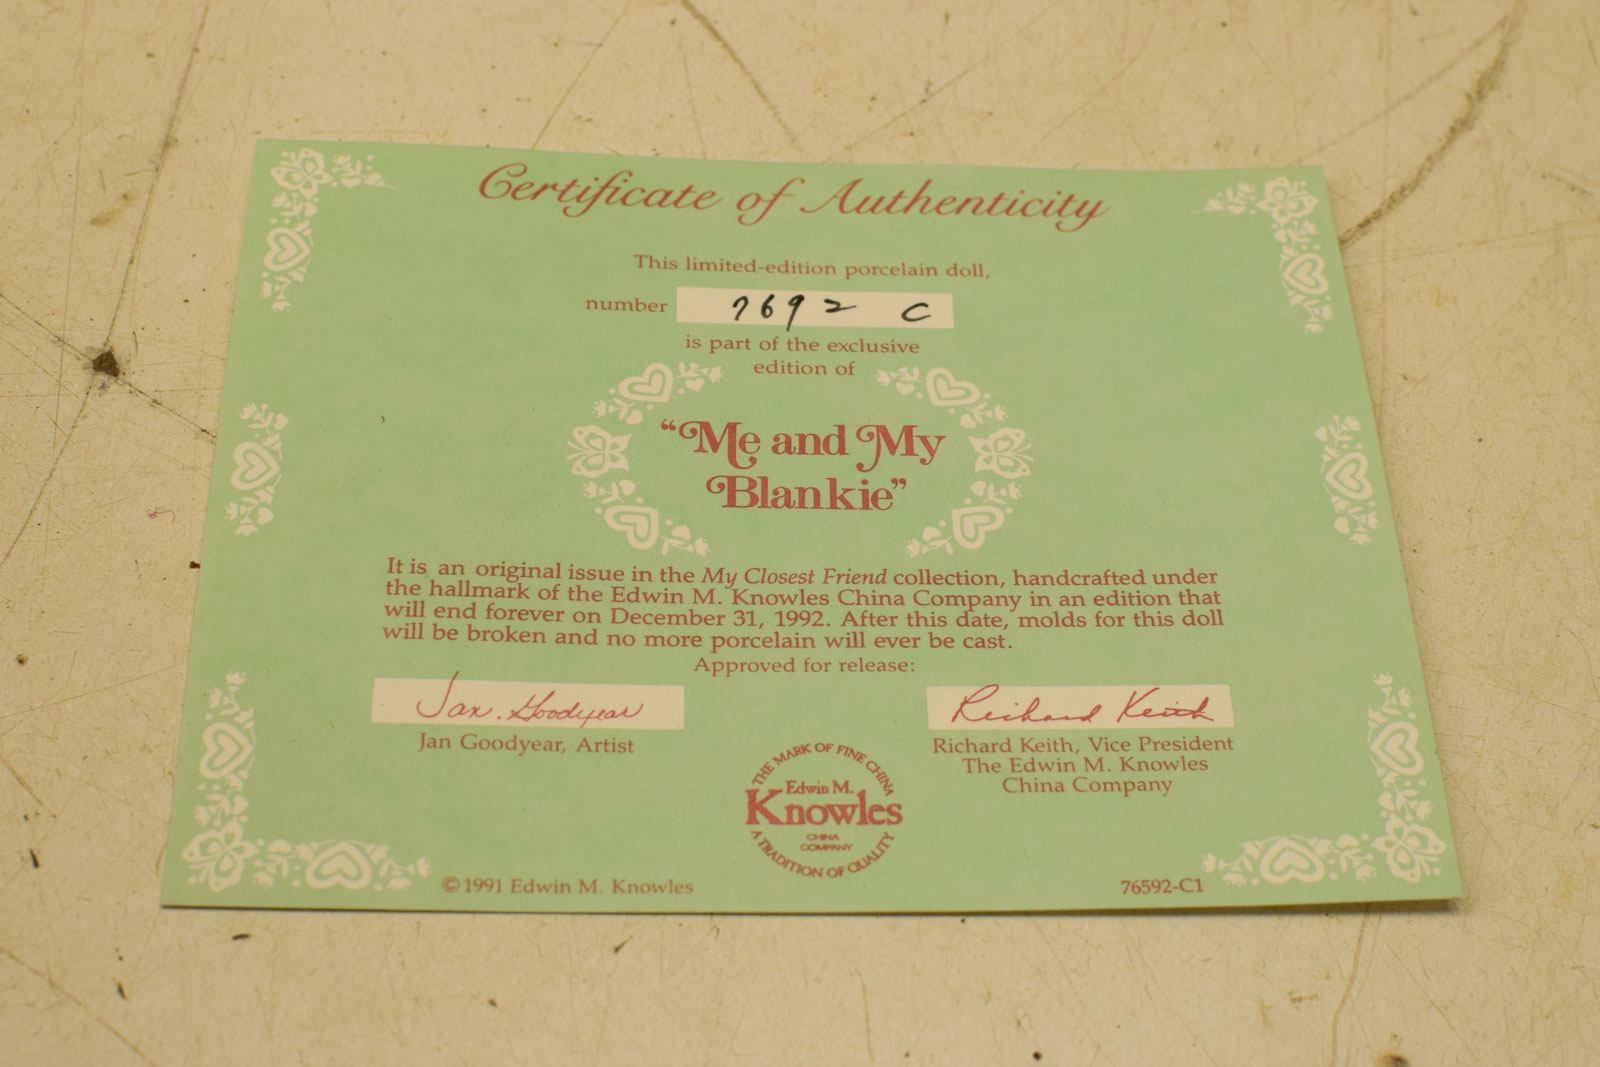 Certificate of Authenticity
This limited-edition porcelain doll,
number 7692 C
is part of the exclusive
edition of
“Me and My
Blankie”
It is an original issue in the My Closest Friend collection, handcrafted under
the hallmark of the Edwin M. Knowles China Company in an edition that
will end forever on December 31, 1992. After this date, molds for this doll
will be broken and no more porcelain will ever be cast.
Approved for release:
Jan Goodyear
Jan Goodyear, Artist
Richard Keith
Richard Keith, Vice President
The Edwin M. Knowles
China Company
THE MARK OF FINE CHINA
Edwin M.
Knowles
CHINA
COMPANY
A TRADITION OF QUALITY
©1991 Edwin M. Knowles
76592-C1